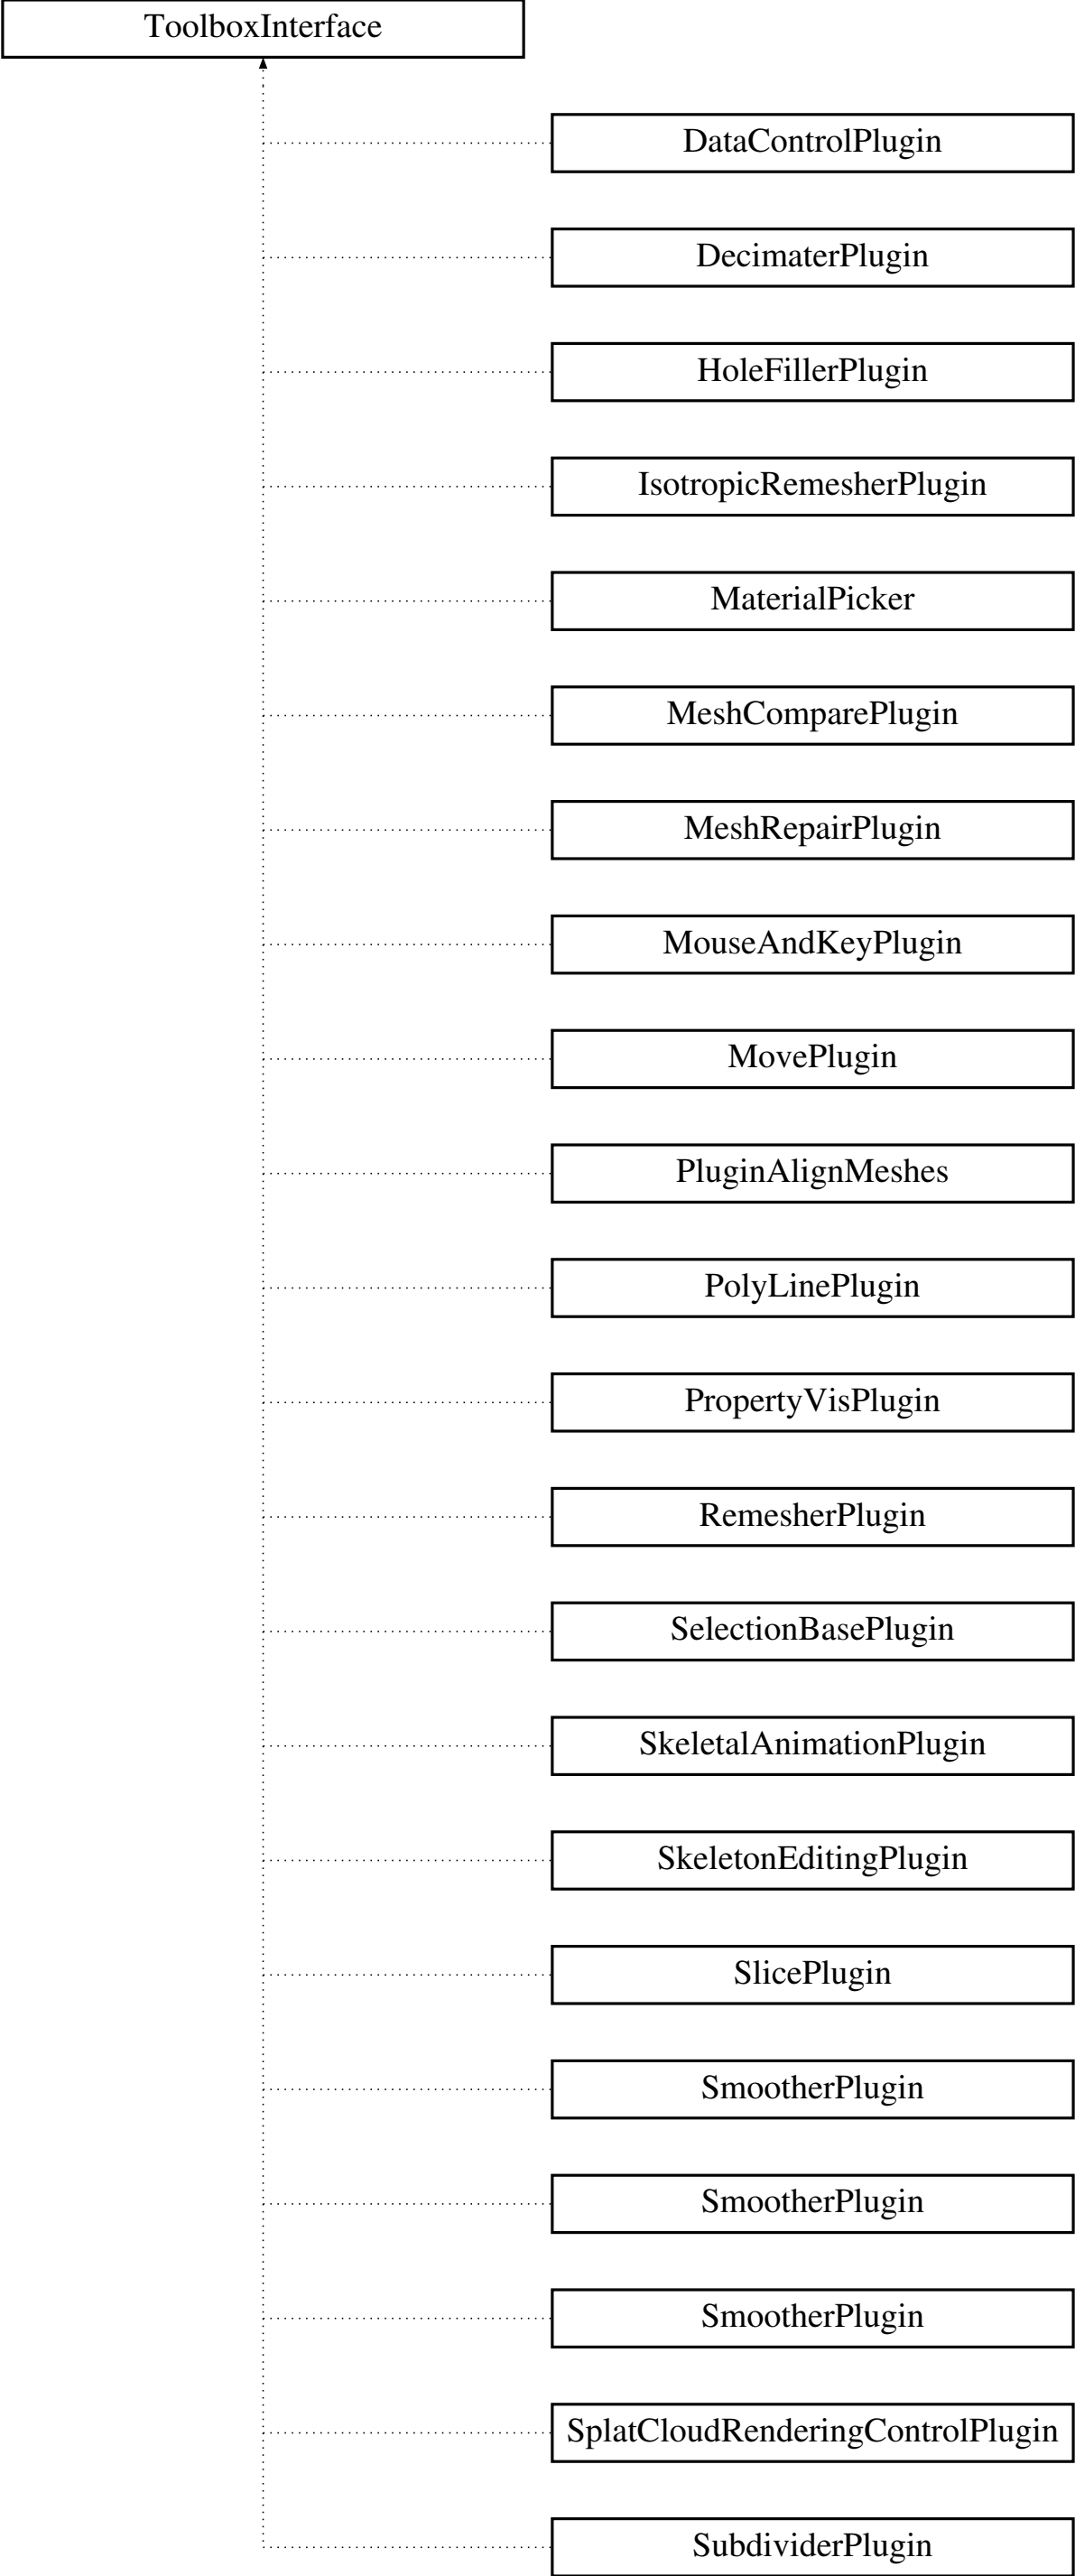 ToolboxInterface
DataControlPlugin
DecimaterPlugin
HoleFillerPlugin
IsotropicRemesherPlugin
MaterialPicker
MeshComparePlugin
MeshRepairPlugin
MouseAndKeyPlugin
MovePlugin
PluginAlignMeshes
PolyLinePlugin
PropertyVisPlugin
RemesherPlugin
SelectionBasePlugin
SkeletalAnimationPlugin
SkeletonEditingPlugin
SlicePlugin
SmootherPlugin
SmootherPlugin
SmootherPlugin
SplatCloudRenderingControlPlugin
SubdividerPlugin